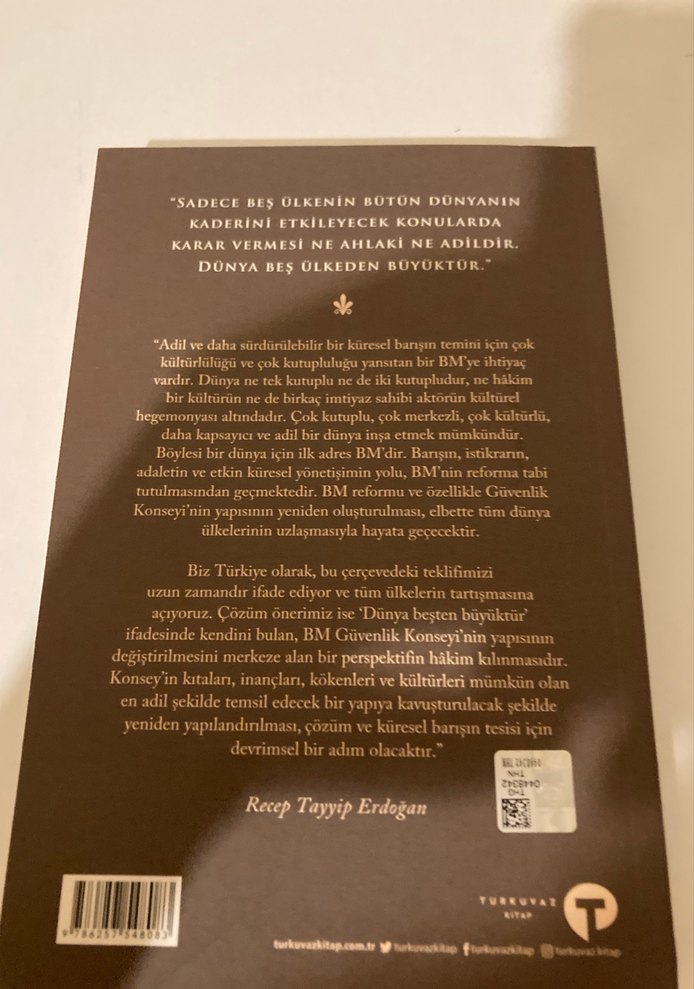 “SADECE BEŞ ÜLKENİN BÜTÜN DÜNYANIN
KADERİNİ ETKİLEYECEK KONULARDA
KARAR VERMESİ NE AHLAKİ NE ADİLDİR.
DÜNYA BEŞ ÜLKEDEN BÜYÜKTÜR.”
“Adil ve daha sürdürülebilir bir küresel barışın temini için çok
kültürlülüğü ve çok kutupluluğu yansıtan bir BM’ye ihtiyaç
vardır. Dünya ne tek kutuplu ne de iki kutupludur, ne hâkim
bir kültürün ne de birkaç imtiyaz sahibi aktörün kültürel
hegemonyası altındadır. Çok kutuplu, çok merkezli, çok kültürlü,
daha kapsayıcı ve adil bir dünya inşa etmek mümkündür.
Böylesi bir dünya için ilk adres BM’dir. Barışın, istikrarın,
adaletin ve etkin küresel yönetişimin yolu, BM’nin reforma tabi
tutulmasından geçmektedir. BM reformu ve özellikle Güvenlik
Konseyi’nin yapısının yeniden oluşturulması, elbette tüm dünya
ülkelerinin uzlaşmasıyla hayata geçecektir.
Biz Türkiye olarak, bu çerçevedeki teklifimizi
uzun zamandır ifade ediyor ve tüm ülkelerin tartışmasına
açıyoruz. Çözüm önerimiz ise ‘Dünya beşten büyüktür’
ifadesinde kendini bulan, BM Güvenlik Konseyi’nin yapısının
değiştirilmesini merkeze alan bir perspektifin hâkim kılınmasıdır.
Konsey’in kıtaları, inançları, kökenleri ve kültürleri mümkün olan
en adil şekilde temsil edecek bir yapıya kavuşturulacak şekilde
yeniden yapılandırılması, çözüm ve küresel barışın tesisi için
devrimsel bir adım olacaktır.”
Recep Tayyip Erdoğan
THG
0448342
THN
9 786257 548083
TURKUVAZ
KİTAP
T
turkuvazkitap.com.tr turkuvazkitap f turkuvazkitap turkuvaz.kitap